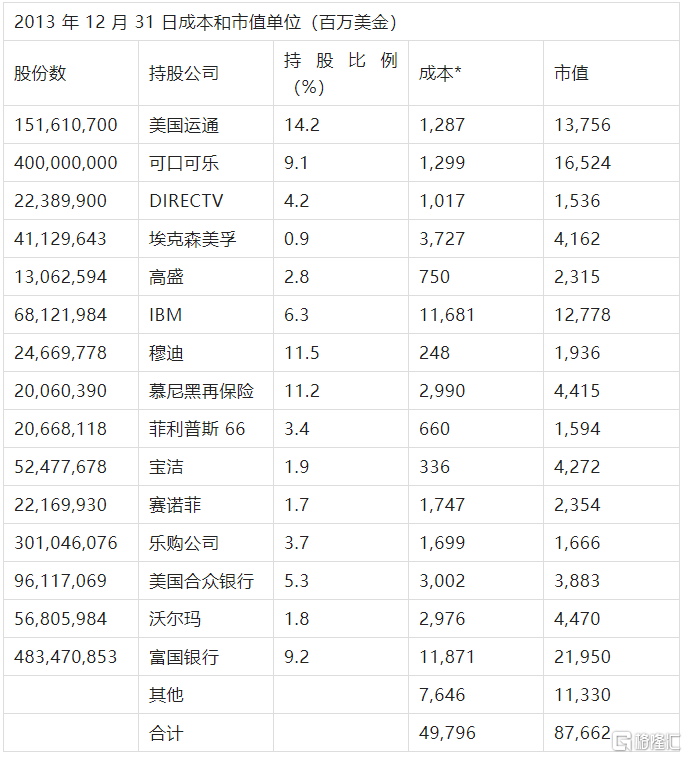 2013 年 12 月 31 日成本和市值单位（百万美金）
股份数 持股公司 持股比例（%） 成本* 市值
151,610,700 美国运通 14.2 1,287 13,756
400,000,000 可口可乐 9.1 1,299 16,524
22,389,900 DIRECTV 4.2 1,017 1,536
41,129,643 埃克森美孚 0.9 3,727 4,162
13,062,594 高盛 2.8 750 2,315
68,121,984 IBM 6.3 11,681 12,778
24,669,778 穆迪 11.5 248 1,936
20,060,390 慕尼黑再保险 11.2 2,990 4,415
20,668,118 菲利普斯 66 3.4 660 1,594
52,477,678 宝洁 1.9 336 4,272
22,169,930 赛诺菲 1.7 1,747 2,354
301,046,076 乐购公司 3.7 1,699 1,666
96,117,069 美国合众银行 5.3 3,002 3,883
56,805,984 沃尔玛 1.8 2,976 4,470
483,470,853 富国银行 9.2 11,871 21,950
其他 7,646 11,330
合计 49,796 87,662
格隆汇